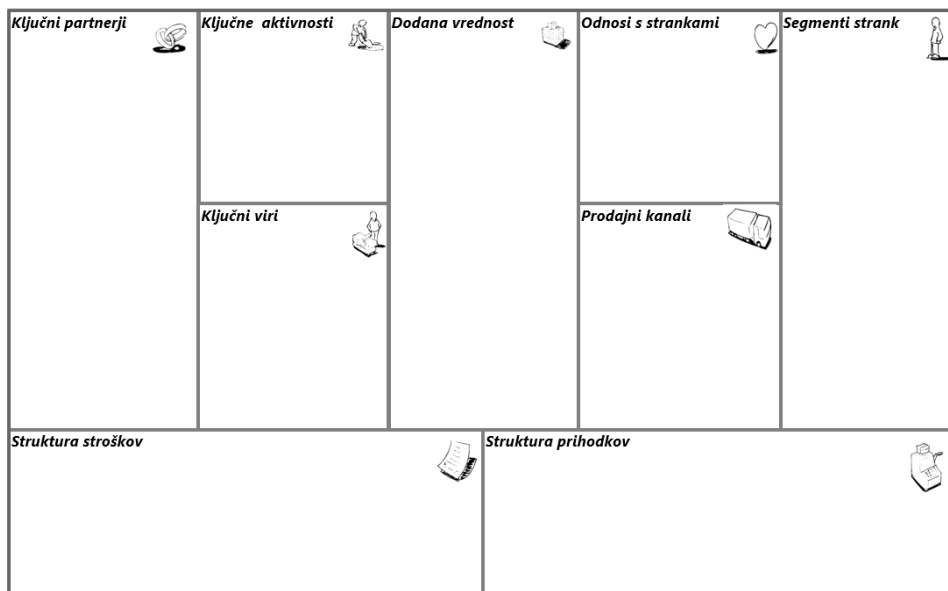 Ključni partnerji
Ključne  aktivnosti
Dodana vrednost
Odnosi s strankami
Segmenti strank
Ključni viri
Prodajni kanali
Struktura stroškov
Struktura prihodkov